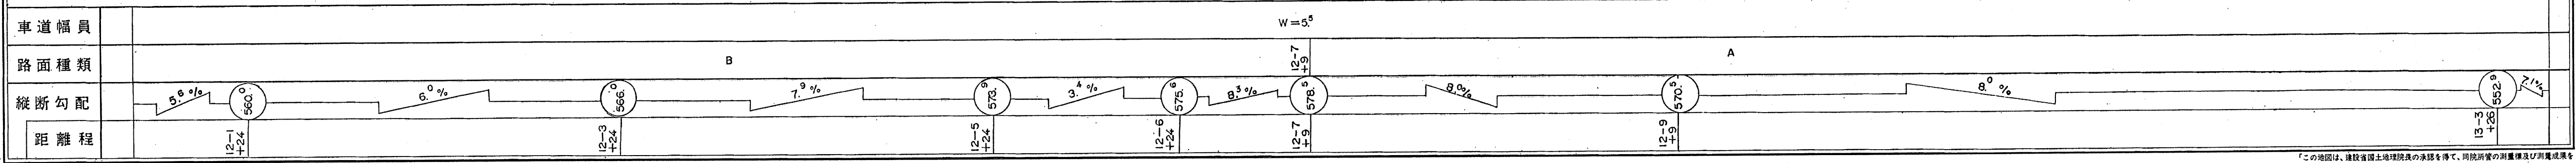 車道幅員 W=5.5
路面種類 B 12-7 +9 A
縦断勾配 5.6% 560.0 6.0% 566.0 7.9% 573.9 3.4% 575.6 8.3% 578.5 8.0% 570.5 8.0% 552.9 7.1%
距離程 12-1 +24 12-3 +24 12-5 +24 12-6 +24 12-7 +9 12-9 +9 13-3 +26
「この地図は、建設省国土地理院長の承認を得て、同院所管の測量標及び測量成果を